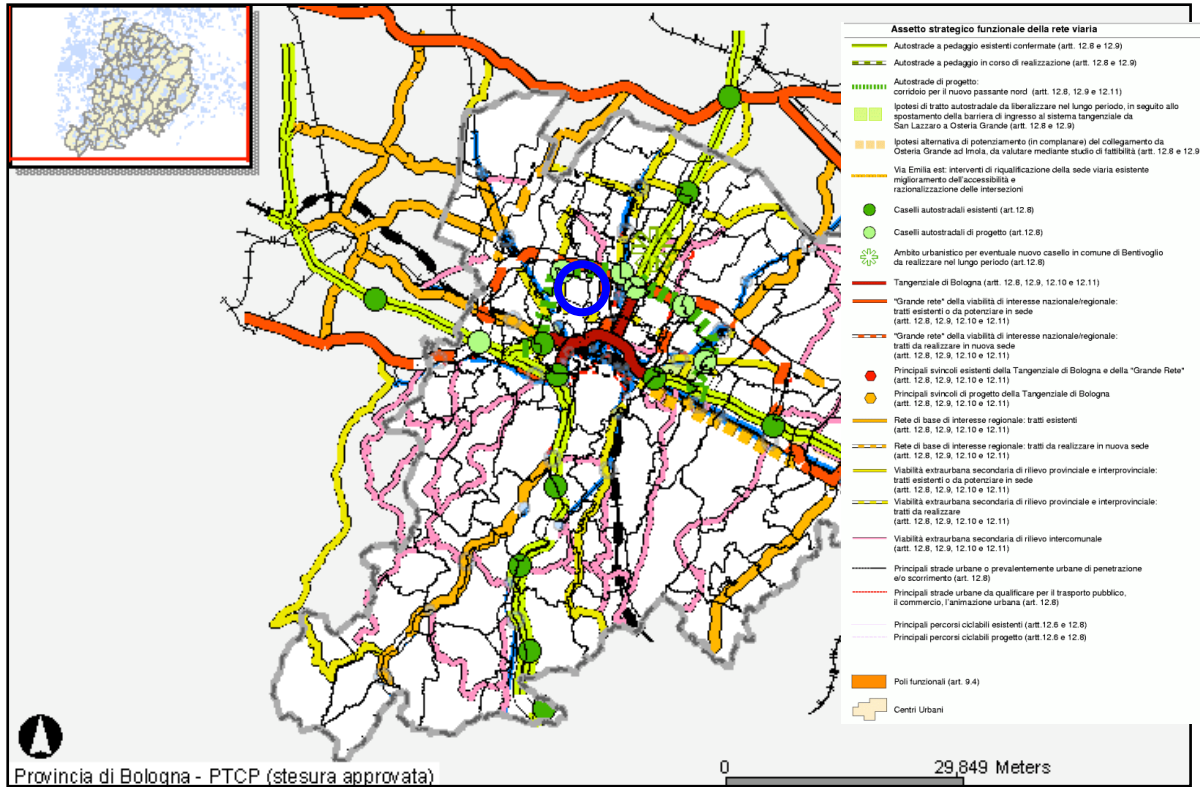 Assetto strategico funzionale della rete viaria
Autostrade a pedaggio esistenti confermate (artt. 12.8 e 12.9)
Autostrade a pedaggio in corso di realizzazione (artt. 12.8 e 12.9)
Autostrade di progetto:
corridoio per il nuovo passante nord (artt. 12.8, 12.9 e 12.11)
Ipotesi di tratto autostradale da liberalizzare nel lungo periodo, in seguito allo
spostamento della barriera di ingresso al sistema tangenziale da
San Lazzaro a Osteria Grande (artt. 12.8 e 12.9)
Ipotesi alternativa di potenziamento (in complanare) del collegamento da
Osteria Grande ad Imola, da valutare mediante studio di fattibilità (artt. 12.8 e 12.9
Via Emilia est: interventi di riqualificazione della sede viaria esistente
miglioramento dell'accessibilità e
razionalizzazione delle intersezioni
Caselli autostradali esistenti (art.12.8)
Caselli autostradali di progetto (art.12.8)
Ambito urbanistico per eventuale nuovo casello in comune di Bentivoglio
da realizzare nel lungo periodo (art.12.8)
Tangenziale di Bologna (artt. 12.8, 12.9, 12.10 e 12.11)
"Grande rete" della viabilità di interesse nazionale/regionale:
tratti esistenti o da potenziare in sede
(artt. 12.8, 12.9, 12.10 e 12.11)
"Grande rete" della viabilità di interesse nazionale/regionale:
tratti da realizzare in nuova sede
(artt. 12.8, 12.9, 12.10 e 12.11)
Principali svincoli esistenti della Tangenziale di Bologna e della "Grande Rete"
(artt. 12.8, 12.9, 12.10 e 12.11)
Principali svincoli di progetto della Tangenziale di Bologna
(artt. 12.8, 12.9, 12.10 e 12.11)
Rete di base di interesse regionale: tratti esistenti
(artt. 12.8, 12.9, 12.10 e 12.11)
Rete di base di interesse regionale: tratti da realizzare in nuova sede
(artt. 12.8, 12.9, 12.10 e 12.11)
Viabilità extraurbana secondaria di rilievo provinciale e interprovinciale:
tratti esistenti o da potenziare in sede
(artt. 12.8, 12.9, 12.10 e 12.11)
Viabilità extraurbana secondaria di rilievo provinciale e interprovinciale:
tratti da realizzare
(artt. 12.8, 12.9, 12.10 e 12.11)
Viabilità extraurbana secondaria di rilievo intercomunale
(artt. 12.8, 12.9, 12.10 e 12.11)
Principali strade urbane o prevalentemente urbane di penetrazione
e/o scorrimento (art. 12.8)
Principali strade urbane da qualificare per il trasporto pubblico,
il commercio, l'animazione urbana (art. 12.8)
Principali percorsi ciclabili esistenti (artt.12.6 e 12.8)
Principali percorsi ciclabili progetto (artt.12.6 e 12.8)
Poli funzionali (art. 9.4)
Centri Urbani
Provincia di Bologna - PTCP (stesura approvata)
0 29,849 Meters